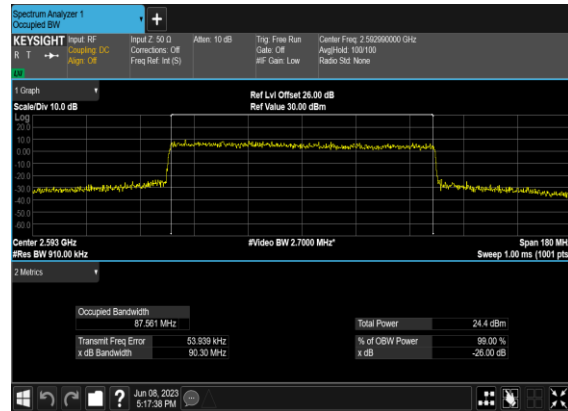 Spectrum Analyzer 1
Occupied BW
KEYSIGHT
R T
LXI
Input: RF
Coupling: DC
Align: Off
Input Z: 50 Ω
Corrections: Off
Freq Ref: Int (S)
Atten: 10 dB
Trig: Free Run
Gate: Off
#IF Gain: Low
Center Freq: 2.592990000 GHz
Avg|Hold: 100/100
Radio Std: None
1 Graph
Scale/Div 10.0 dB
Ref Lvl Offset 26.00 dB
Ref Value 30.00 dBm
Log
20.0
10.0
0.00
-10.0
-20.0
-30.0
-40.0
-50.0
-60.0
Center 2.593 GHz
#Res BW 910.00 kHz
#Video BW 2.7000 MHz*
Span 180 MH
Sweep 1.00 ms (1001 pts
2 Metrics
Occupied Bandwidth
87.561 MHz
Transmit Freq Error 53.939 kHz
x dB Bandwidth 90.30 MHz
Total Power 24.4 dBm
% of OBW Power 99.00 %
x dB -26.00 dB
?
Jun 08, 2023
5:17:38 PM